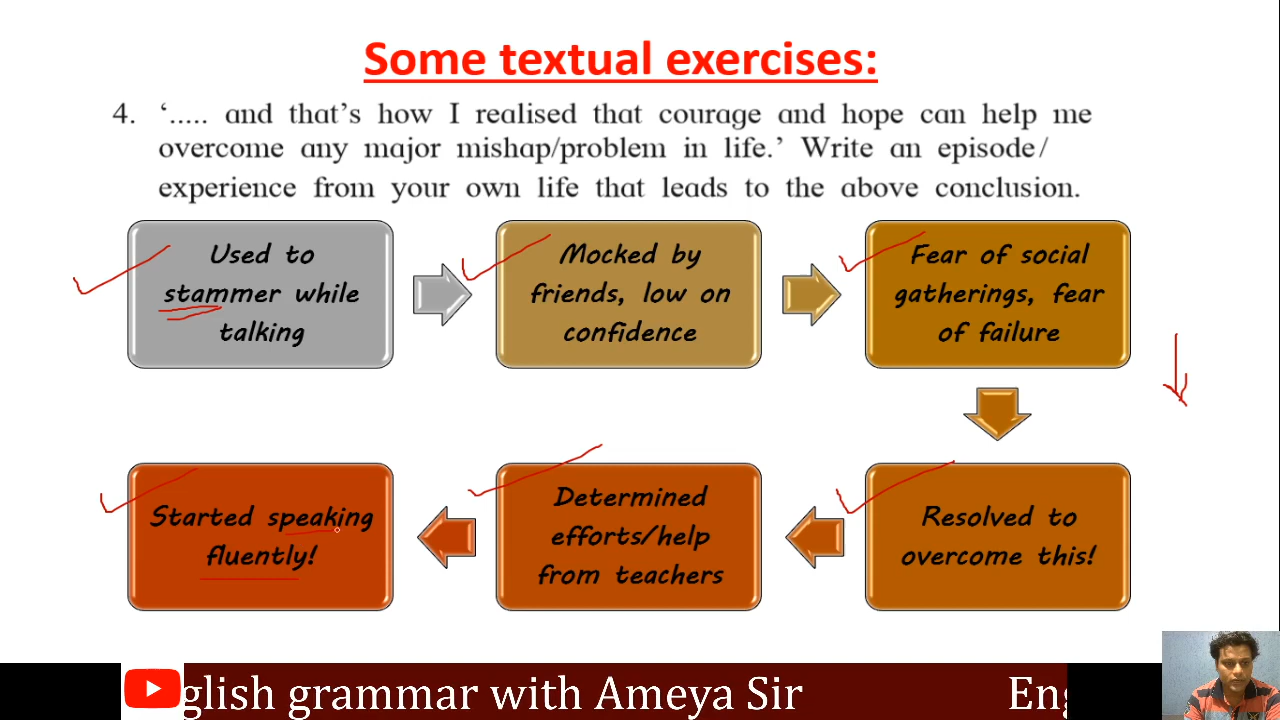 Some textual exercises:
4. ‘..... and that’s how I realised that courage and hope can help me
overcome any major mishap/problem in life.’ Write an episode/
experience from your own life that leads to the above conclusion.
Used to
stammer while
talking
Mocked by
friends, low on
confidence
Fear of social
gatherings, fear
of failure
Resolved to
overcome this!
Determined
efforts/help
from teachers
Started speaking
fluently!
glish grammar with Ameya Sir
Eng